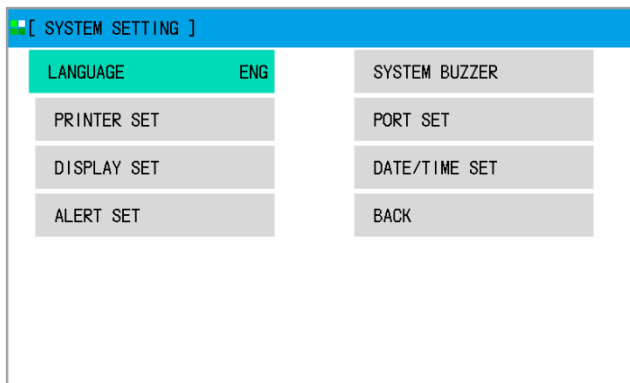 [ SYSTEM SETTING ]
LANGUAGE ENG
SYSTEM BUZZER
PRINTER SET
PORT SET
DISPLAY SET
DATE/TIME SET
ALERT SET
BACK